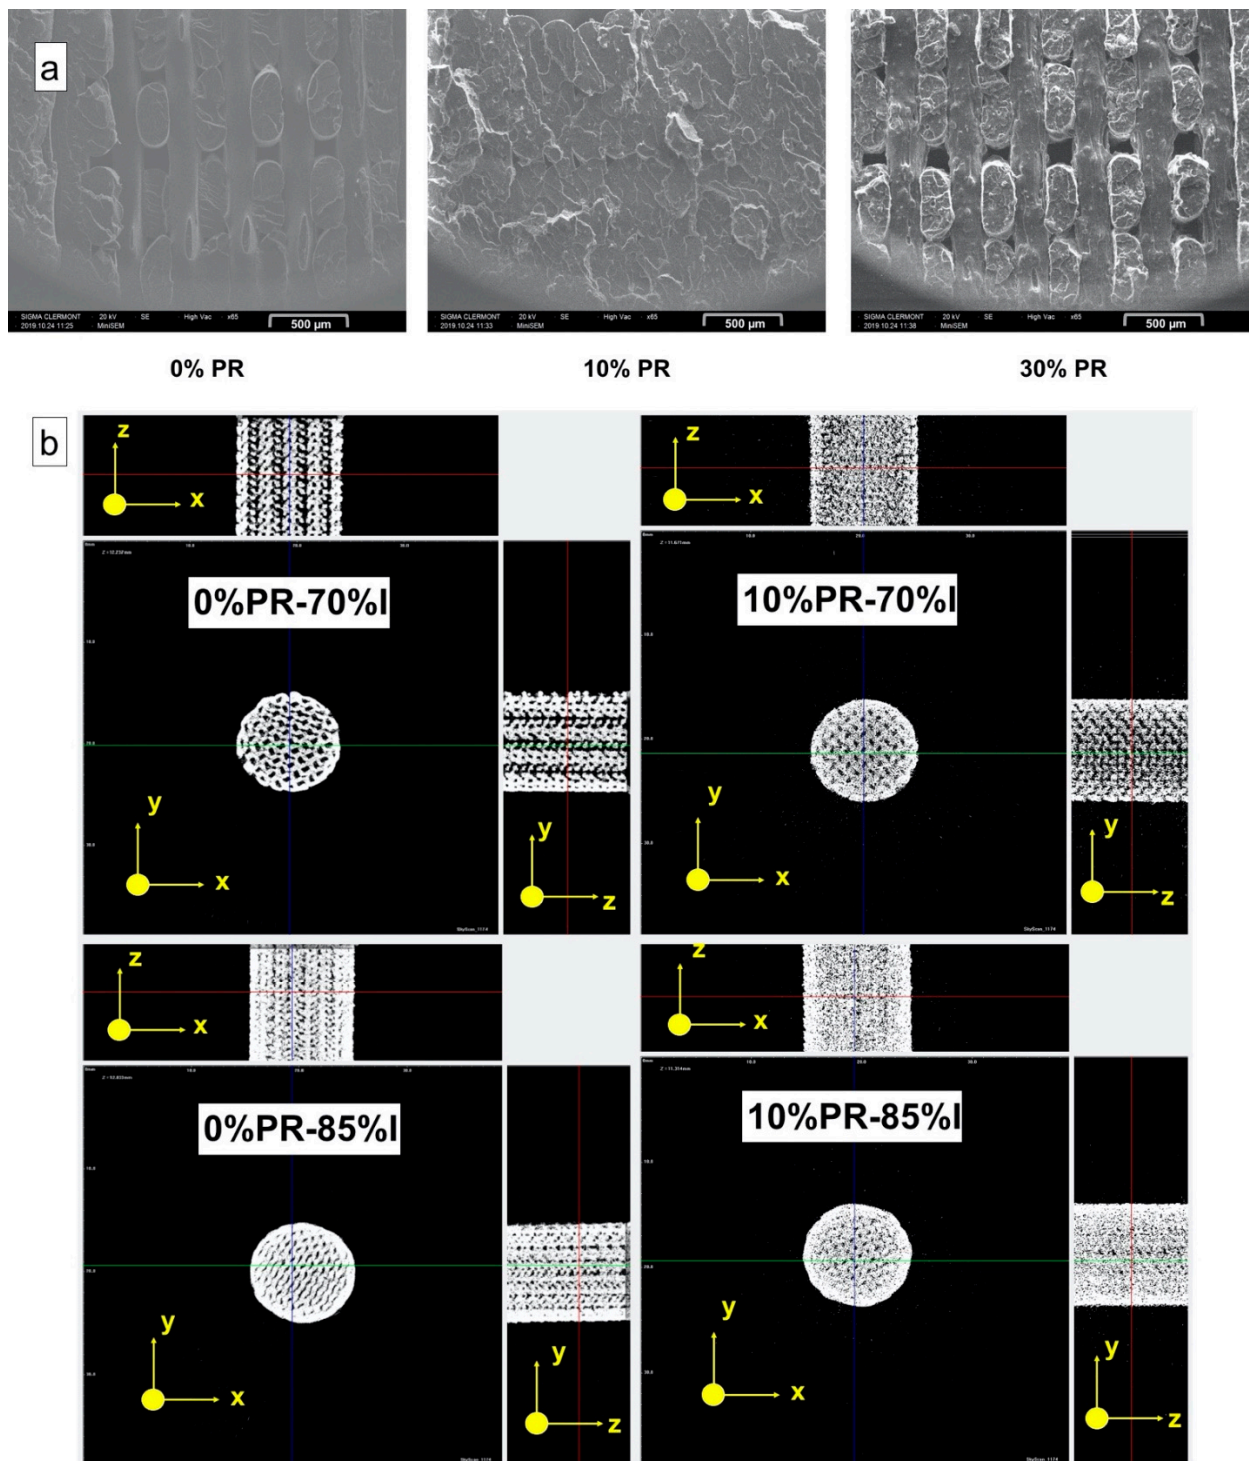 a
SIGMA CLERMONT · 20 kV · SE · High Vac · x65
2019.10.24 11:25 · MiniSEM
500 µm
SIGMA CLERMONT · 20 kV · SE · High Vac · x65
2019.10.24 11:33 · MiniSEM
500 µm
SIGMA CLERMONT · 20 kV · SE · High Vac · x65
2019.10.24 11:38 · MiniSEM
500 µm
0% PR
10% PR
30% PR
b
z
x
z
x
0%PR-70%I
10%PR-70%I
y
x
y
z
y
x
y
z
SkyScan_1174
SkyScan_1174
z
x
z
x
0%PR-85%I
10%PR-85%I
y
x
y
z
y
x
y
z